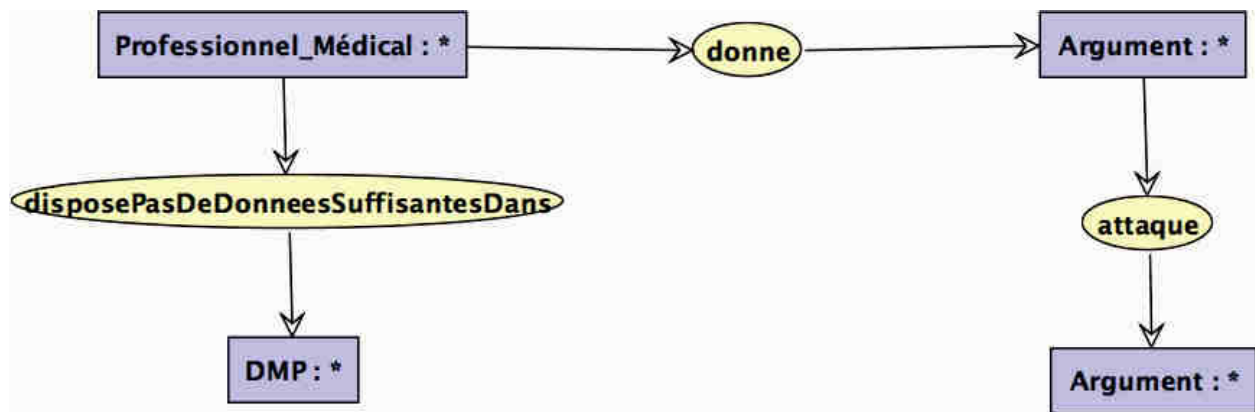 Professionnel_Médical : *
donne
Argument : *
disposePasDeDonneesSuffisantesDans
attaque
DMP : *
Argument : *